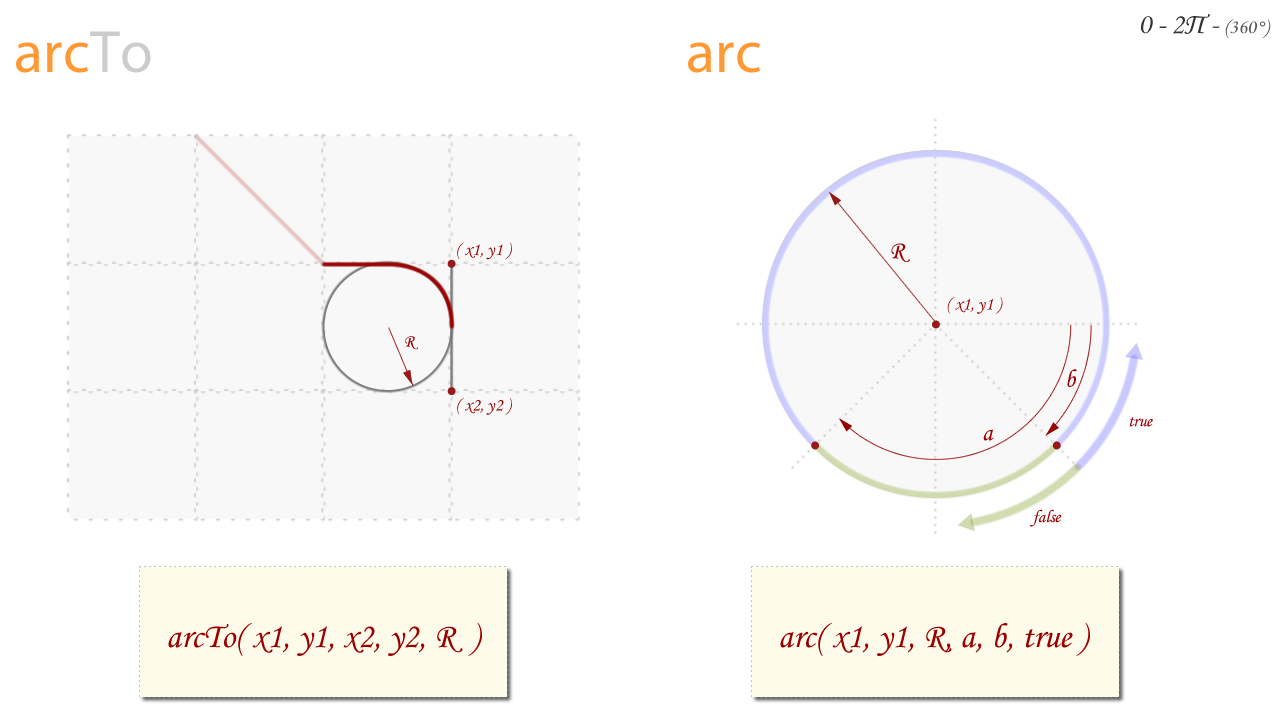 arcTo
arc
0 - 2Π - (360°)
( x1, y1 )
R
( x2, y2 )
R
( x1, y1 )
b
a
true
false
arcTo( x1, y1, x2, y2, R )
arc( x1, y1, R, a, b, true )